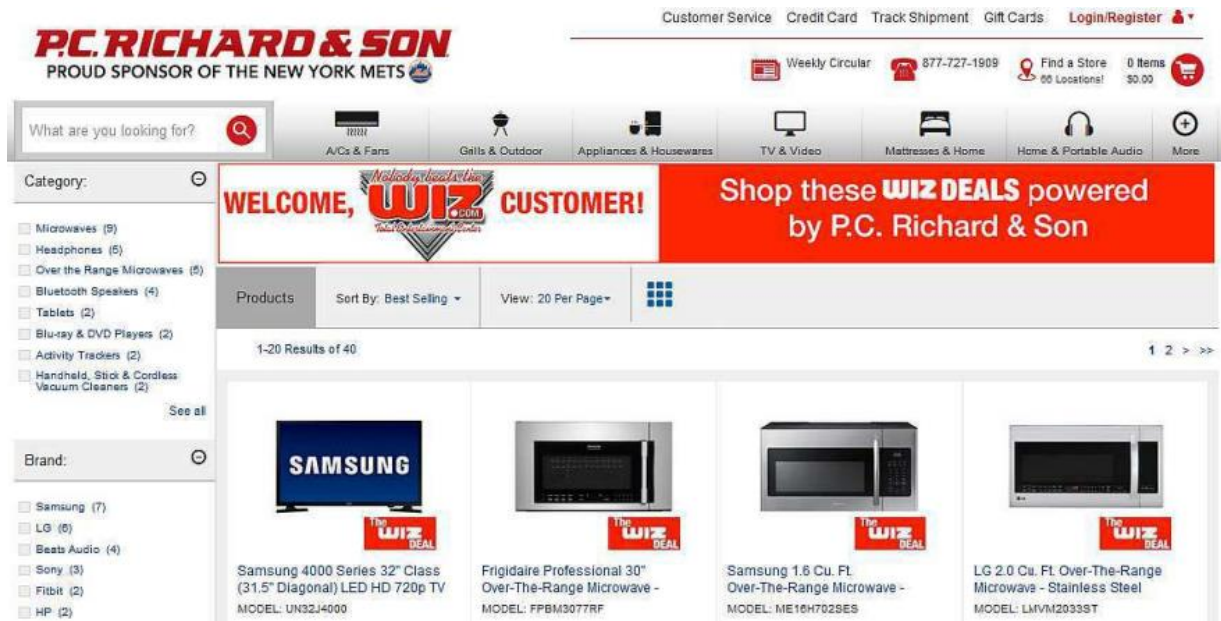 Customer Service Credit Card Track Shipment Gift Cards Login/Register
P.C. RICHARD & SON
PROUD SPONSOR OF THE NEW YORK METS
Weekly Circular
877-727-1909
Find a Store
66 Locations!
0 Items
$0.00
What are you looking for?
A/Cs & Fans
Grills & Outdoor
Appliances & Housewares
TV & Video
Mattresses & Home
Home & Portable Audio
More
Category:
Microwaves (9)
Headphones (5)
Over the Range Microwaves (5)
Bluetooth Speakers (4)
Tablets (2)
Blu-ray & DVD Players (2)
Activity Trackers (2)
Handheld, Stick & Cordless
Vacuum Cleaners (2)
See all
Brand:
Samsung (7)
LG (6)
Beats Audio (4)
Sony (3)
Fitbit (2)
HP (2)
WELCOME,
Nobody beats the
WIZ
.COM
Total Entertainment Center
CUSTOMER!
Shop these WIZ DEALS powered
by P.C. Richard & Son
Products
Sort By: Best Selling
View: 20 Per Page
1-20 Results of 40
1 2 > >>
SAMSUNG
The
WIZ
DEAL
Samsung 4000 Series 32" Class
(31.5" Diagonal) LED HD 720p TV
MODEL: UN32J4000
The
WIZ
DEAL
Frigidaire Professional 30"
Over-The-Range Microwave -
MODEL: FPBM3077RF
The
WIZ
DEAL
Samsung 1.6 Cu. Ft.
Over-The-Range Microwave -
MODEL: ME16H702SES
The
WIZ
DEAL
LG 2.0 Cu. Ft. Over-The-Range
Microwave - Stainless Steel
MODEL: LMVM2033ST